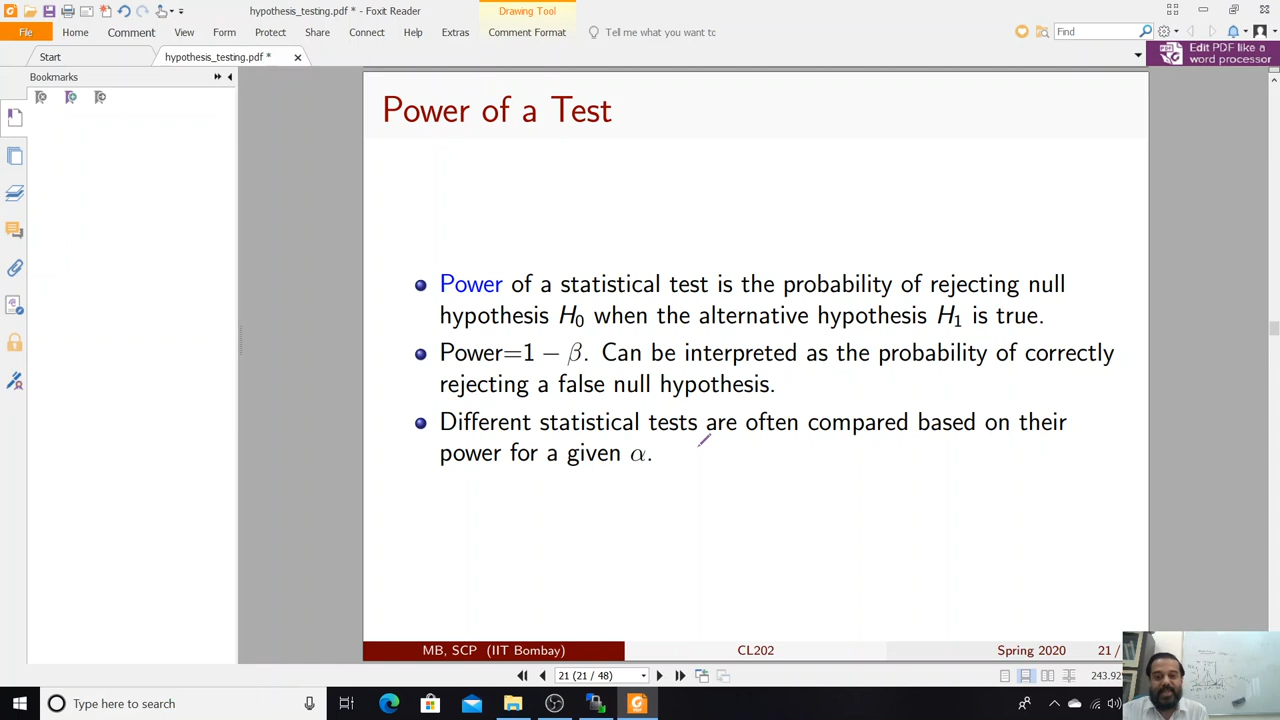 hypothesis_testing.pdf * - Foxit Reader
Drawing Tool
File
Home
Comment
View
Form
Protect
Share
Connect
Help
Extras
Comment Format
Tell me what you want tc
Find
Start
hypothesis_testing.pdf *
Edit PDF like a
word processor
Bookmarks
Power of a Test
Power of a statistical test is the probability of rejecting null
hypothesis H₀ when the alternative hypothesis H₁ is true.
Power=1 − β. Can be interpreted as the probability of correctly
rejecting a false null hypothesis.
Different statistical tests are often compared based on their
power for a given α.
MB, SCP (IIT Bombay)
CL202
Spring 2020
21 /
21 (21 / 48)
243.92
Type here to search